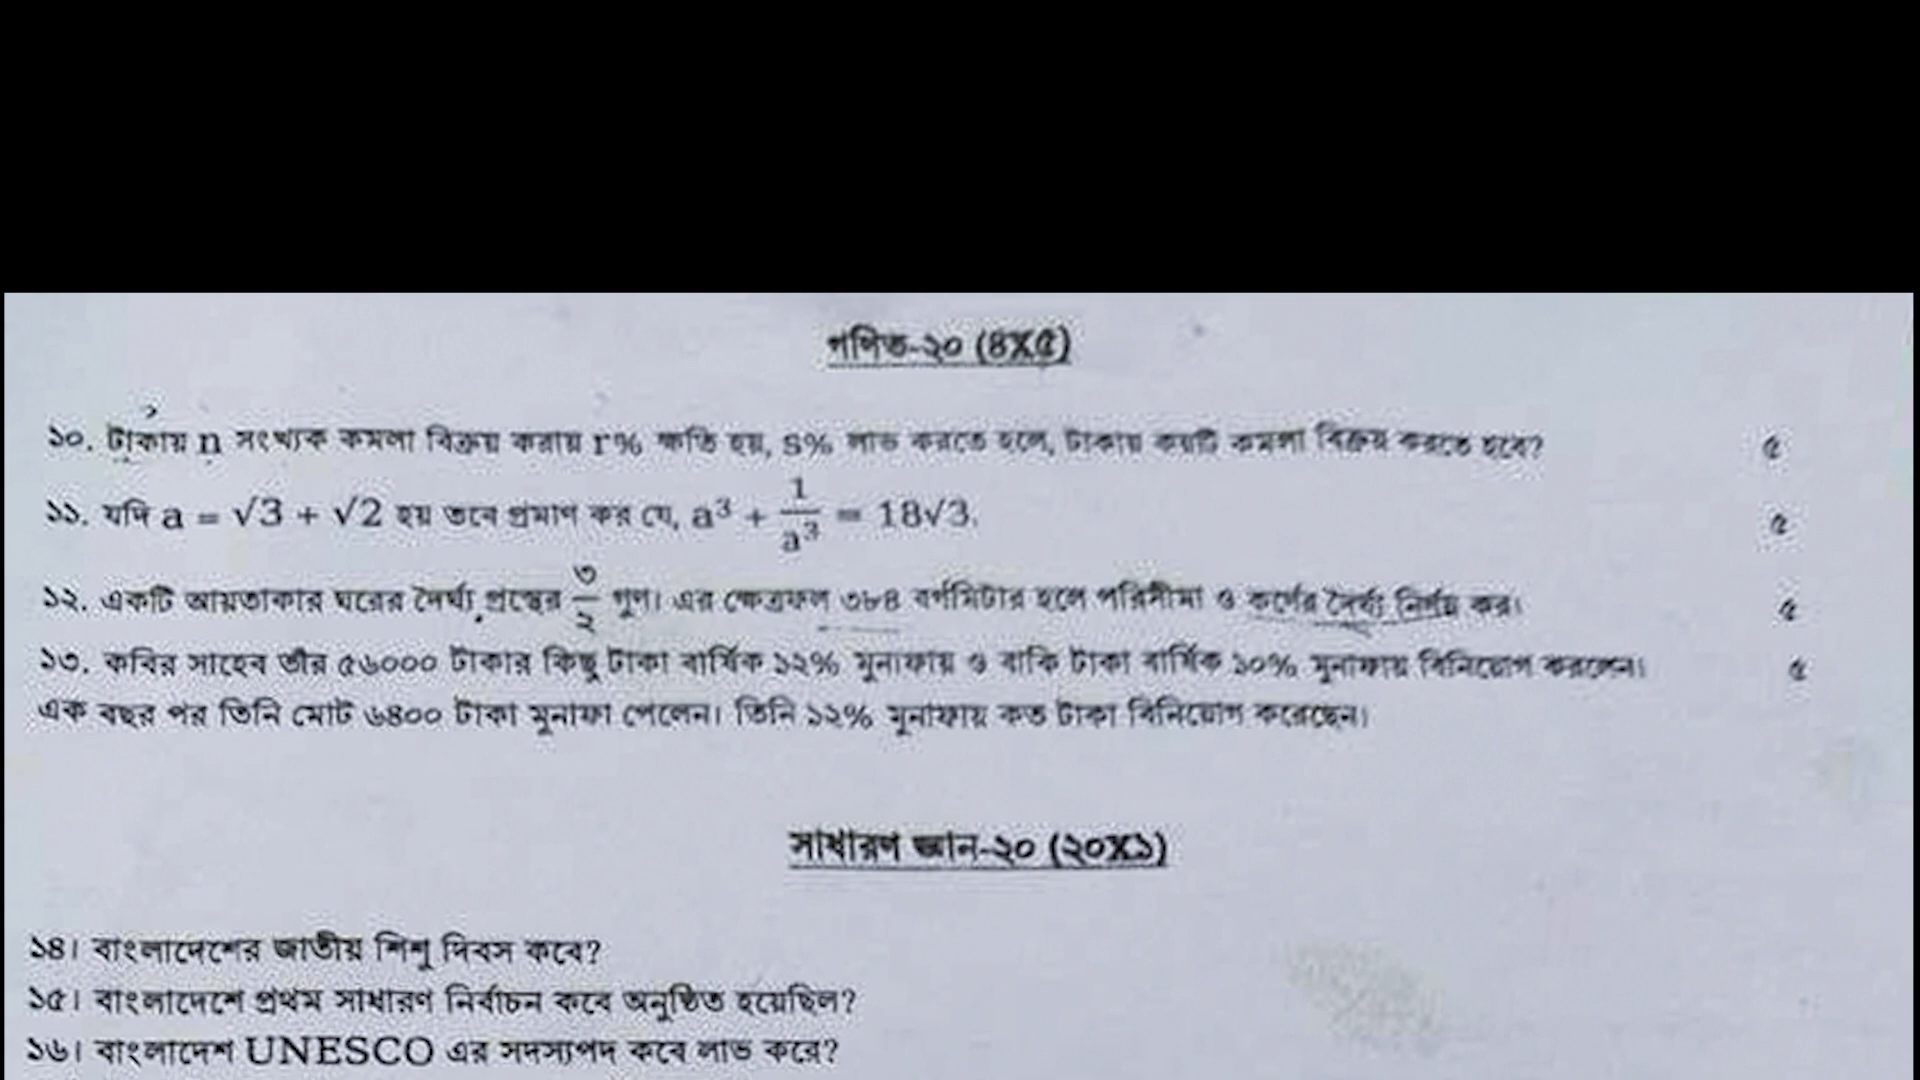 গণিত-২০ (৪X৫)
১০. টাকায় n সংখ্যক কমলা বিক্রয় করায় r% ক্ষতি হয়, s% লাভ করতে হলে, টাকায় কয়টি কমলা বিক্রয় করতে হবে? ৫
১১. যদি a = √3 + √2 হয় তবে প্রমাণ কর যে, a³ + 1/a³ = 18√3. ৫
১২. একটি আয়তাকার ঘরের দৈর্ঘ্য প্রস্থের ৩/২ গুণ। এর ক্ষেত্রফল ৩৮৪ বর্গমিটার হলে পরিসীমা ও কর্ণের দৈর্ঘ্য নির্ণয় কর। ৫
১৩. কবির সাহেব তাঁর ৫৬০০০ টাকার কিছু টাকা বার্ষিক ১২% মুনাফায় ও বাকি টাকা বার্ষিক ১০% মুনাফায় বিনিয়োগ করলেন। ৫
এক বছর পর তিনি মোট ৬৪০০ টাকা মুনাফা পেলেন। তিনি ১২% মুনাফায় কত টাকা বিনিয়োগ করেছেন।
সাধারণ জ্ঞান-২০ (২০X১)
১৪। বাংলাদেশের জাতীয় শিশু দিবস কবে?
১৫। বাংলাদেশে প্রথম সাধারণ নির্বাচন কবে অনুষ্ঠিত হয়েছিল?
১৬। বাংলাদেশ UNESCO এর সদস্যপদ কবে লাভ করে?